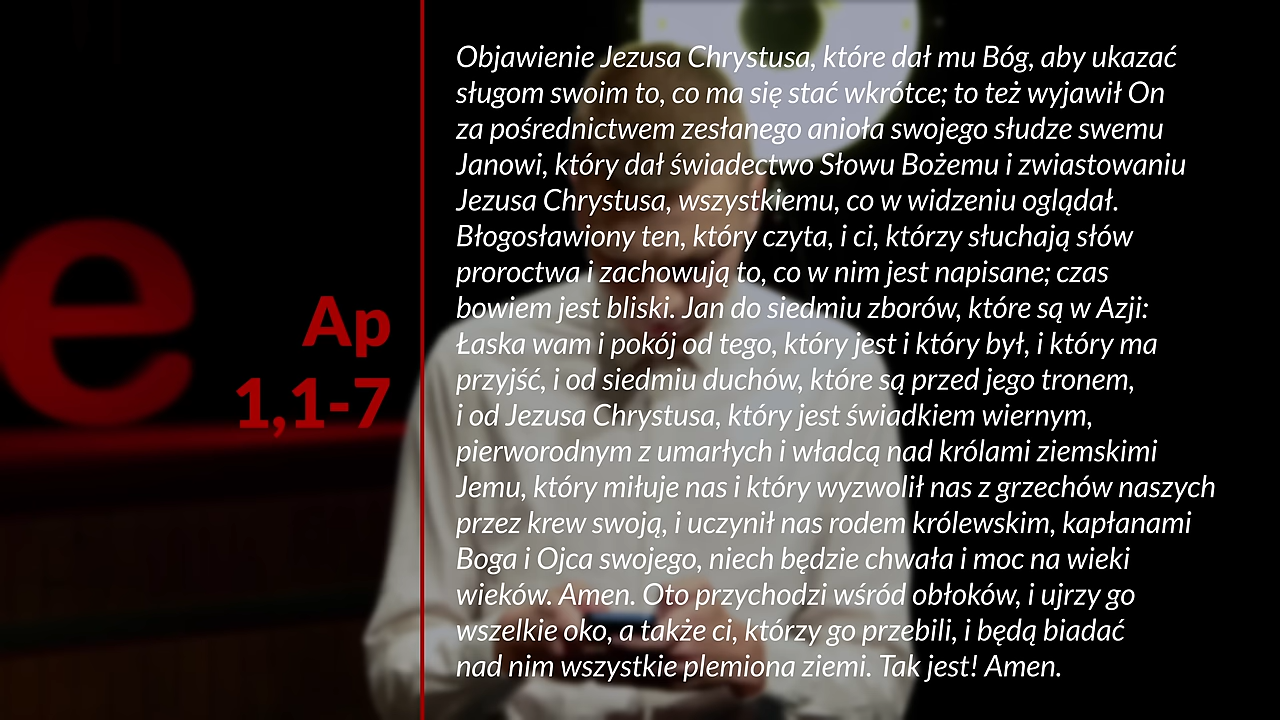 e
Ap
1,1-7
Objawienie Jezusa Chrystusa, które dał mu Bóg, aby ukazać
sługom swoim to, co ma się stać wkrótce; to też wyjawił On
za pośrednictwem zesłanego anioła swojego słudze swemu
Janowi, który dał świadectwo Słowu Bożemu i zwiastowaniu
Jezusa Chrystusa, wszystkiemu, co w widzeniu oglądał.
Błogosławiony ten, który czyta, i ci, którzy słuchają słów
proroctwa i zachowują to, co w nim jest napisane; czas
bowiem jest bliski. Jan do siedmiu zborów, które są w Azji:
Łaska wam i pokój od tego, który jest i który był, i który ma
przyjść, i od siedmiu duchów, które są przed jego tronem,
i od Jezusa Chrystusa, który jest świadkiem wiernym,
pierworodnym z umarłych i władcą nad królami ziemskimi
Jemu, który miłuje nas i który wyzwolił nas z grzechów naszych
przez krew swoją, i uczynił nas rodem królewskim, kapłanami
Boga i Ojca swojego, niech będzie chwała i moc na wieki
wieków. Amen. Oto przychodzi wśród obłoków, i ujrzy go
wszelkie oko, a także ci, którzy go przebili, i będą biadać
nad nim wszystkie plemiona ziemi. Tak jest! Amen.